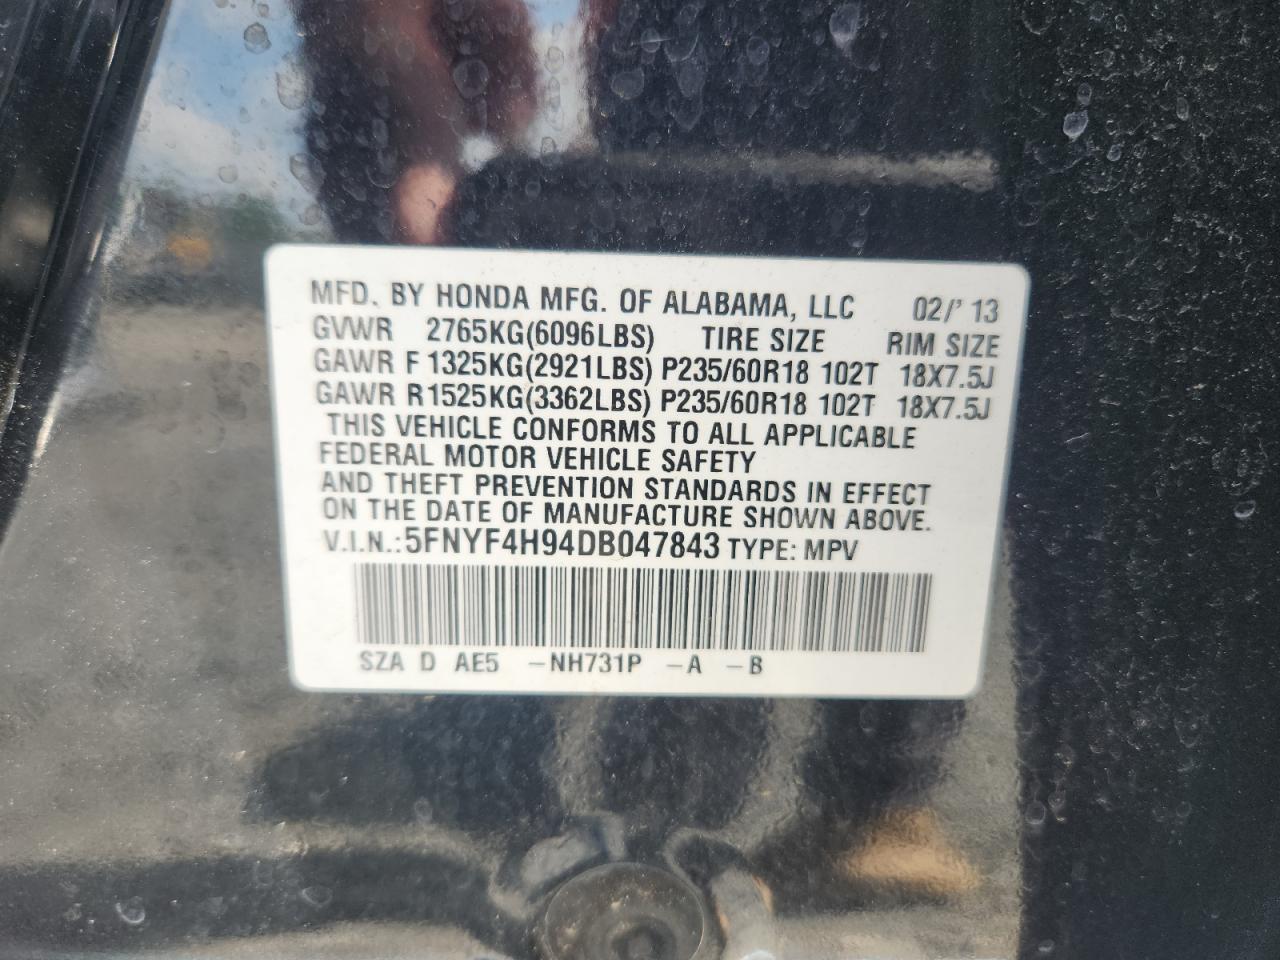 MFD. BY HONDA MFG. OF ALABAMA, LLC 02/' 13
GVWR 2765KG(6096LBS) TIRE SIZE RIM SIZE
GAWR F 1325KG(2921LBS) P235/60R18 102T 18X7.5J
GAWR R1525KG(3362LBS) P235/60R18 102T 18X7.5J
THIS VEHICLE CONFORMS TO ALL APPLICABLE
FEDERAL MOTOR VEHICLE SAFETY
AND THEFT PREVENTION STANDARDS IN EFFECT
ON THE DATE OF MANUFACTURE SHOWN ABOVE.
V.I.N.:5FNYF4H94DB047843 TYPE: MPV
SZA D AE5 -NH731P -A -B